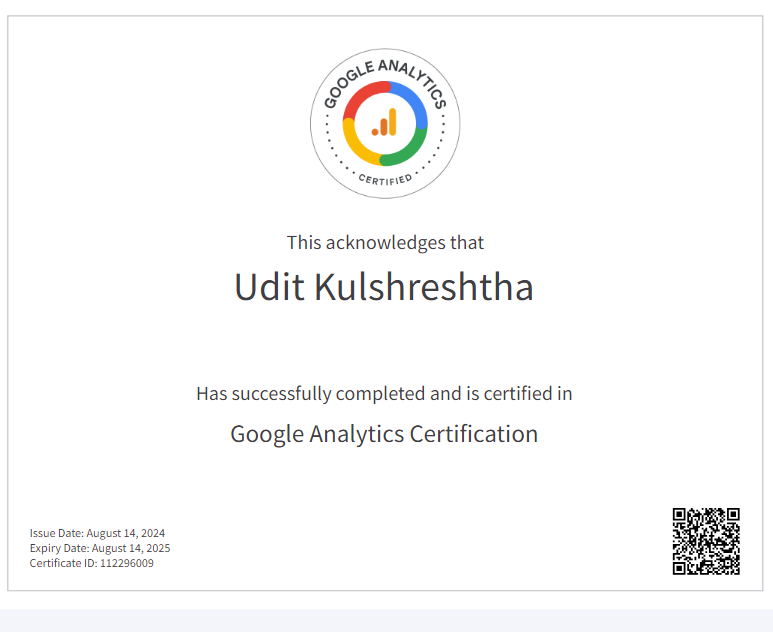 GOOGLE ANALYTICS
CERTIFIED
This acknowledges that
Udit Kulshreshtha
Has successfully completed and is certified in
Google Analytics Certification
Issue Date: August 14, 2024
Expiry Date: August 14, 2025
Certificate ID: 112296009